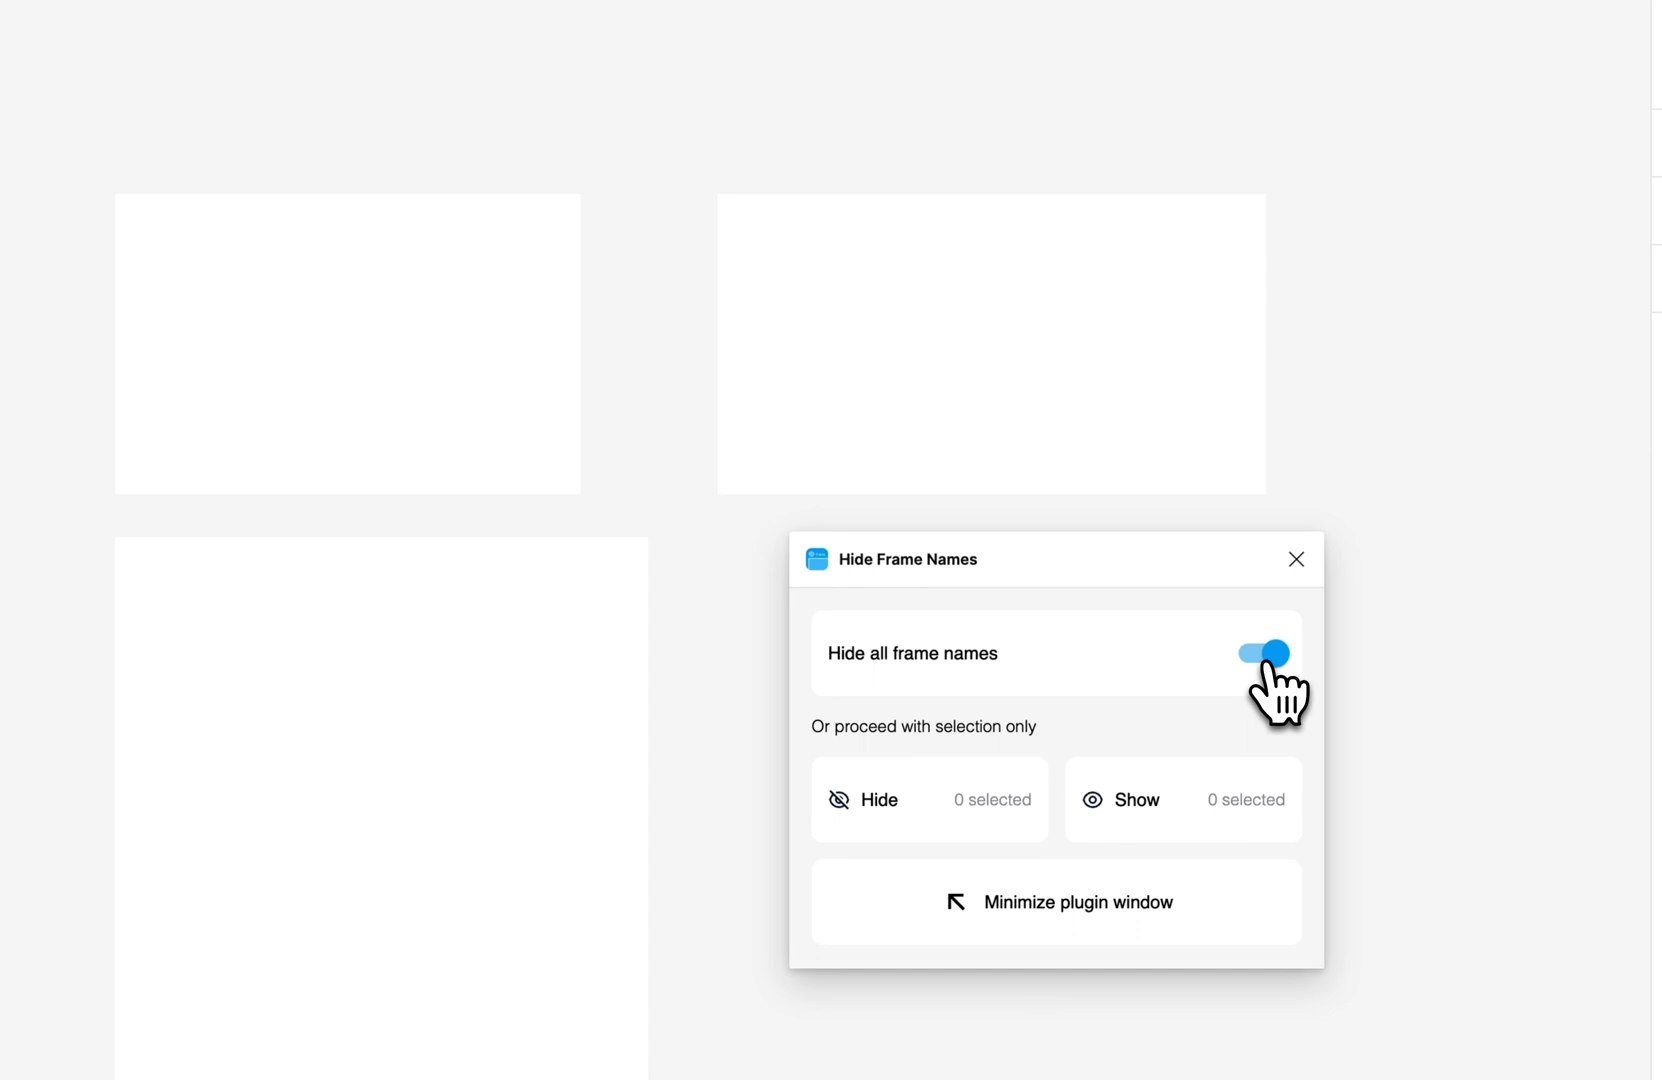 Hide Frame Names
Hide all frame names
Or proceed with selection only
Hide 0 selected
Show 0 selected
Minimize plugin window